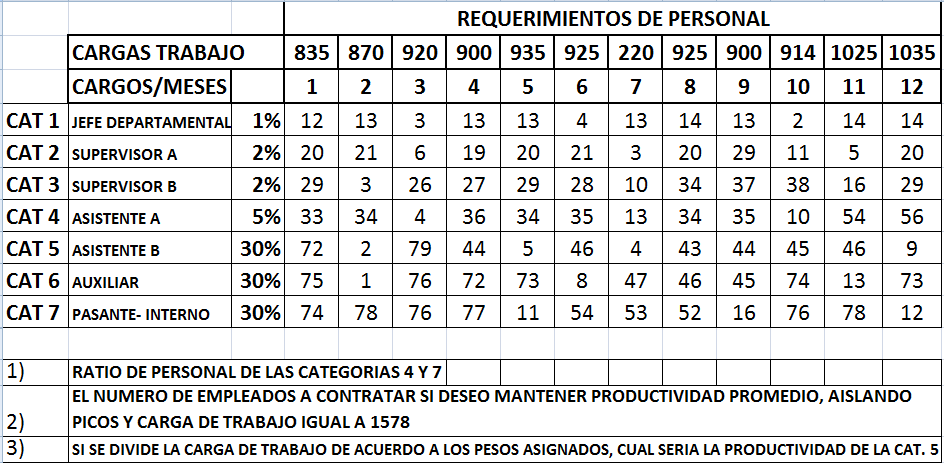 REQUERIMIENTOS DE PERSONAL
CARGAS TRABAJO 835 870 920 900 935 925 220 925 900 914 1025 1035
CARGOS/MESES 1 2 3 4 5 6 7 8 9 10 11 12
CAT 1 JEFE DEPARTAMENTAL 1% 12 13 3 13 13 4 13 14 13 2 14 14
CAT 2 SUPERVISOR A 2% 20 21 6 19 20 21 3 20 29 11 5 20
CAT 3 SUPERVISOR B 2% 29 3 26 27 29 28 10 34 37 38 16 29
CAT 4 ASISTENTE A 5% 33 34 4 36 34 35 13 34 35 10 54 56
CAT 5 ASISTENTE B 30% 72 2 79 44 5 46 4 43 44 45 46 9
CAT 6 AUXILIAR 30% 75 1 76 72 73 8 47 46 45 74 13 73
CAT 7 PASANTE- INTERNO 30% 74 78 76 77 11 54 53 52 16 76 78 12
1) RATIO DE PERSONAL DE LAS CATEGORIAS 4 Y 7
EL NUMERO DE EMPLEADOS A CONTRATAR SI DESEO MANTENER PRODUCTIVIDAD PROMEDIO, AISLANDO
2) PICOS Y CARGA DE TRABAJO IGUAL A 1578
3) SI SE DIVIDE LA CARGA DE TRABAJO DE ACUERDO A LOS PESOS ASIGNADOS, CUAL SERIA LA PRODUCTIVIDAD DE LA CAT. 5